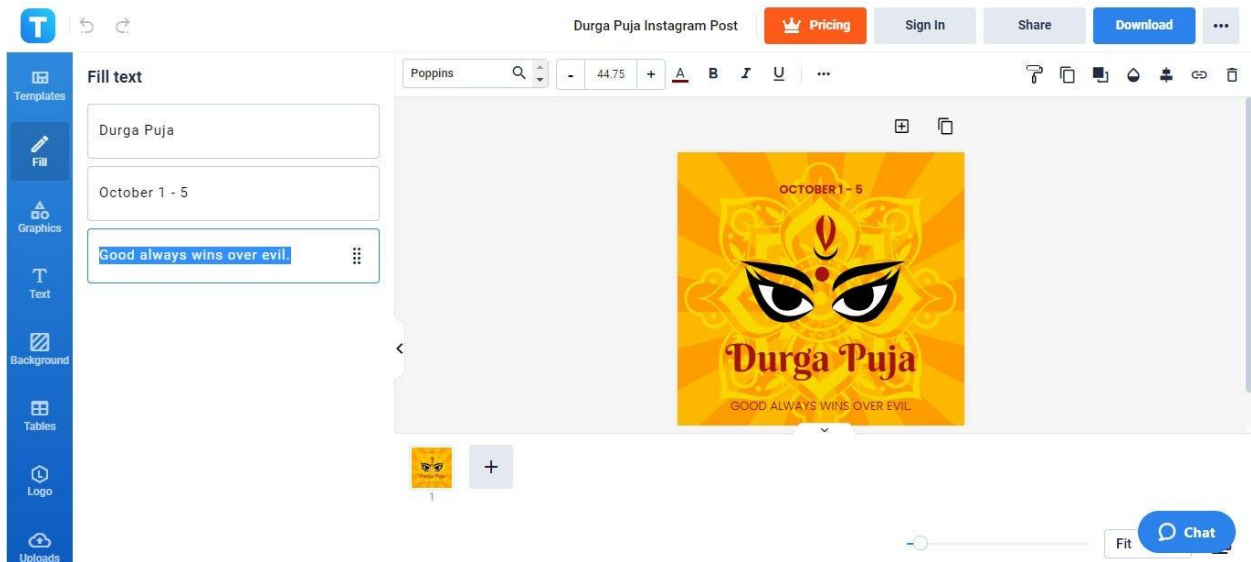 T
Durga Puja Instagram Post
Pricing
Sign In
Share
Download
Templates
Fill
Graphics
Text
Background
Tables
Logo
Uploads
Fill text
Durga Puja
October 1 - 5
Good always wins over evil.
Poppins
- 44.75 + A B I U
OCTOBER 1 - 5
Durga Puja
GOOD ALWAYS WINS OVER EVIL.
1
Fit
Chat